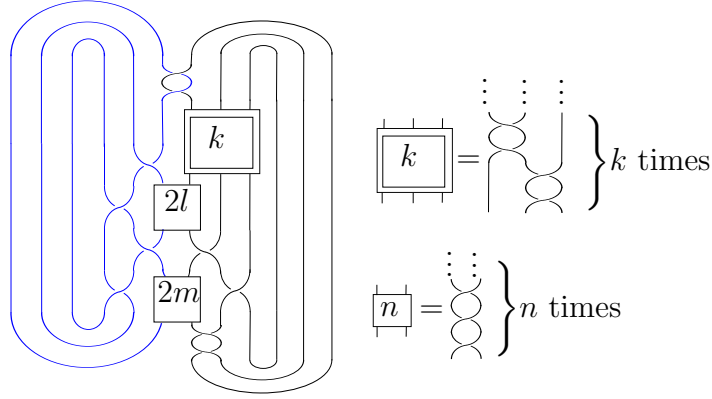 k
2l
2m
k = k times
n = n times